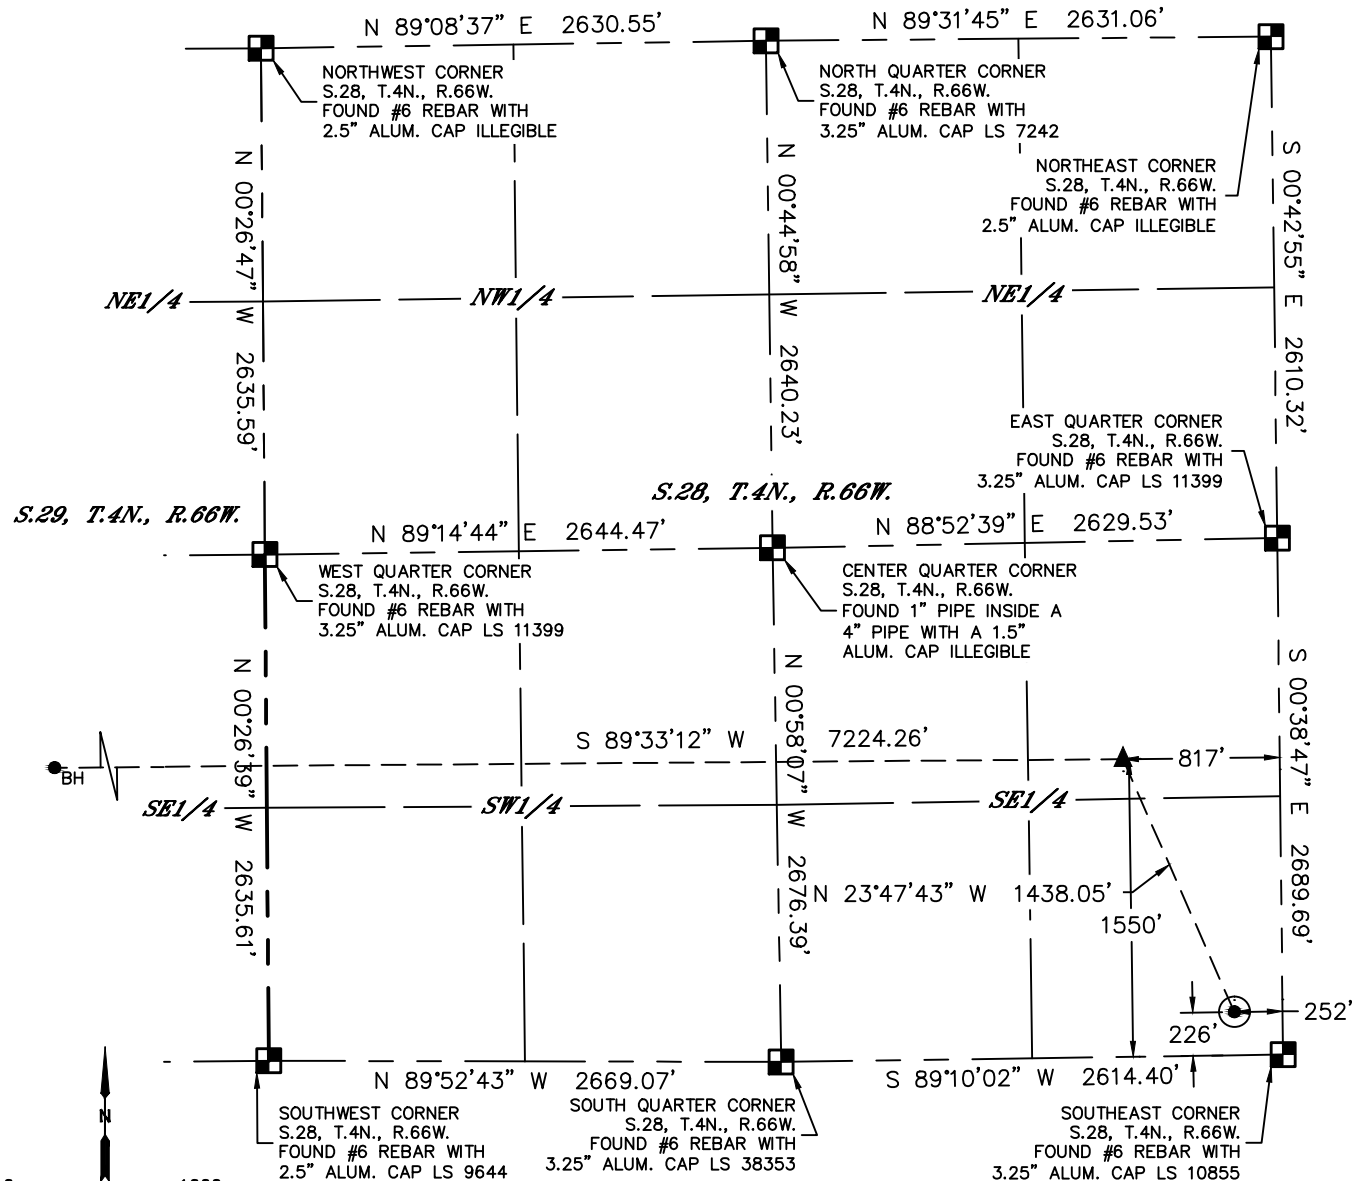 N 89°08'37" E 2630.55'
N 89°31'45" E 2631.06'
NORTHWEST CORNER
S.28, T.4N., R.66W.
FOUND #6 REBAR WITH
2.5" ALUM. CAP ILLEGIBLE
NORTH QUARTER CORNER
S.28, T.4N., R.66W.
FOUND #6 REBAR WITH
3.25" ALUM. CAP LS 7242
NORTHEAST CORNER
S.28, T.4N., R.66W.
FOUND #6 REBAR WITH
2.5" ALUM. CAP ILLEGIBLE
N 00°26'47" W 2635.59'
N 00°44'58" W 2640.23'
S 00°42'55" E 2610.32'
NE1/4
NW1/4
NE1/4
EAST QUARTER CORNER
S.28, T.4N., R.66W.
FOUND #6 REBAR WITH
3.25" ALUM. CAP LS 11399
S.29, T.4N., R.66W.
S.28, T.4N., R.66W.
N 89°14'44" E 2644.47'
N 88°52'39" E 2629.53'
WEST QUARTER CORNER
S.28, T.4N., R.66W.
FOUND #6 REBAR WITH
3.25" ALUM. CAP LS 11399
CENTER QUARTER CORNER
S.28, T.4N., R.66W.
FOUND 1" PIPE INSIDE A
4" PIPE WITH A 1.5"
ALUM. CAP ILLEGIBLE
N 00°26'39" W 2635.61'
N 00°58'07" W 2676.39'
S 00°38'47" E 2689.69'
S 89°33'12" W 7224.26'
BH
817'
SE1/4
SW1/4
SE1/4
N 23°47'43" W 1438.05'
1550'
252'
226'
N 89°52'43" W 2669.07'
S 89°10'02" W 2614.40'
N
SOUTHWEST CORNER
S.28, T.4N., R.66W.
FOUND #6 REBAR WITH
2.5" ALUM. CAP LS 9644
SOUTH QUARTER CORNER
S.28, T.4N., R.66W.
FOUND #6 REBAR WITH
3.25" ALUM. CAP LS 38353
SOUTHEAST CORNER
S.28, T.4N., R.66W.
FOUND #6 REBAR WITH
3.25" ALUM. CAP LS 10855